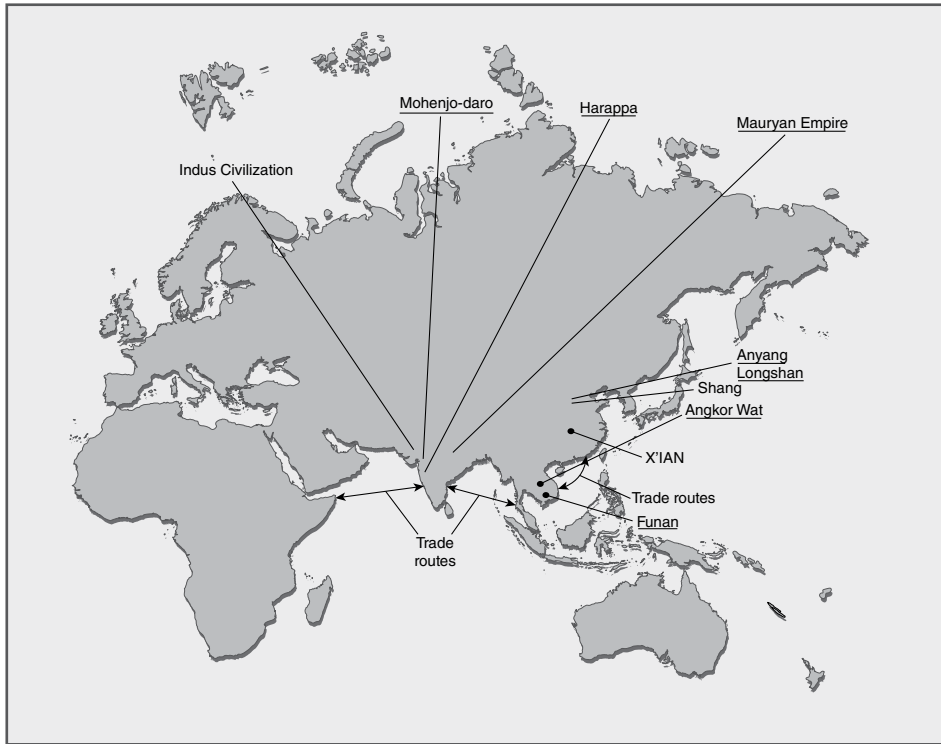 Mohenjo-daro
Harappa
Mauryan Empire
Indus Civilization
Anyang
Longshan
Shang
Angkor Wat
X'IAN
Trade routes
Funan
Trade
routes